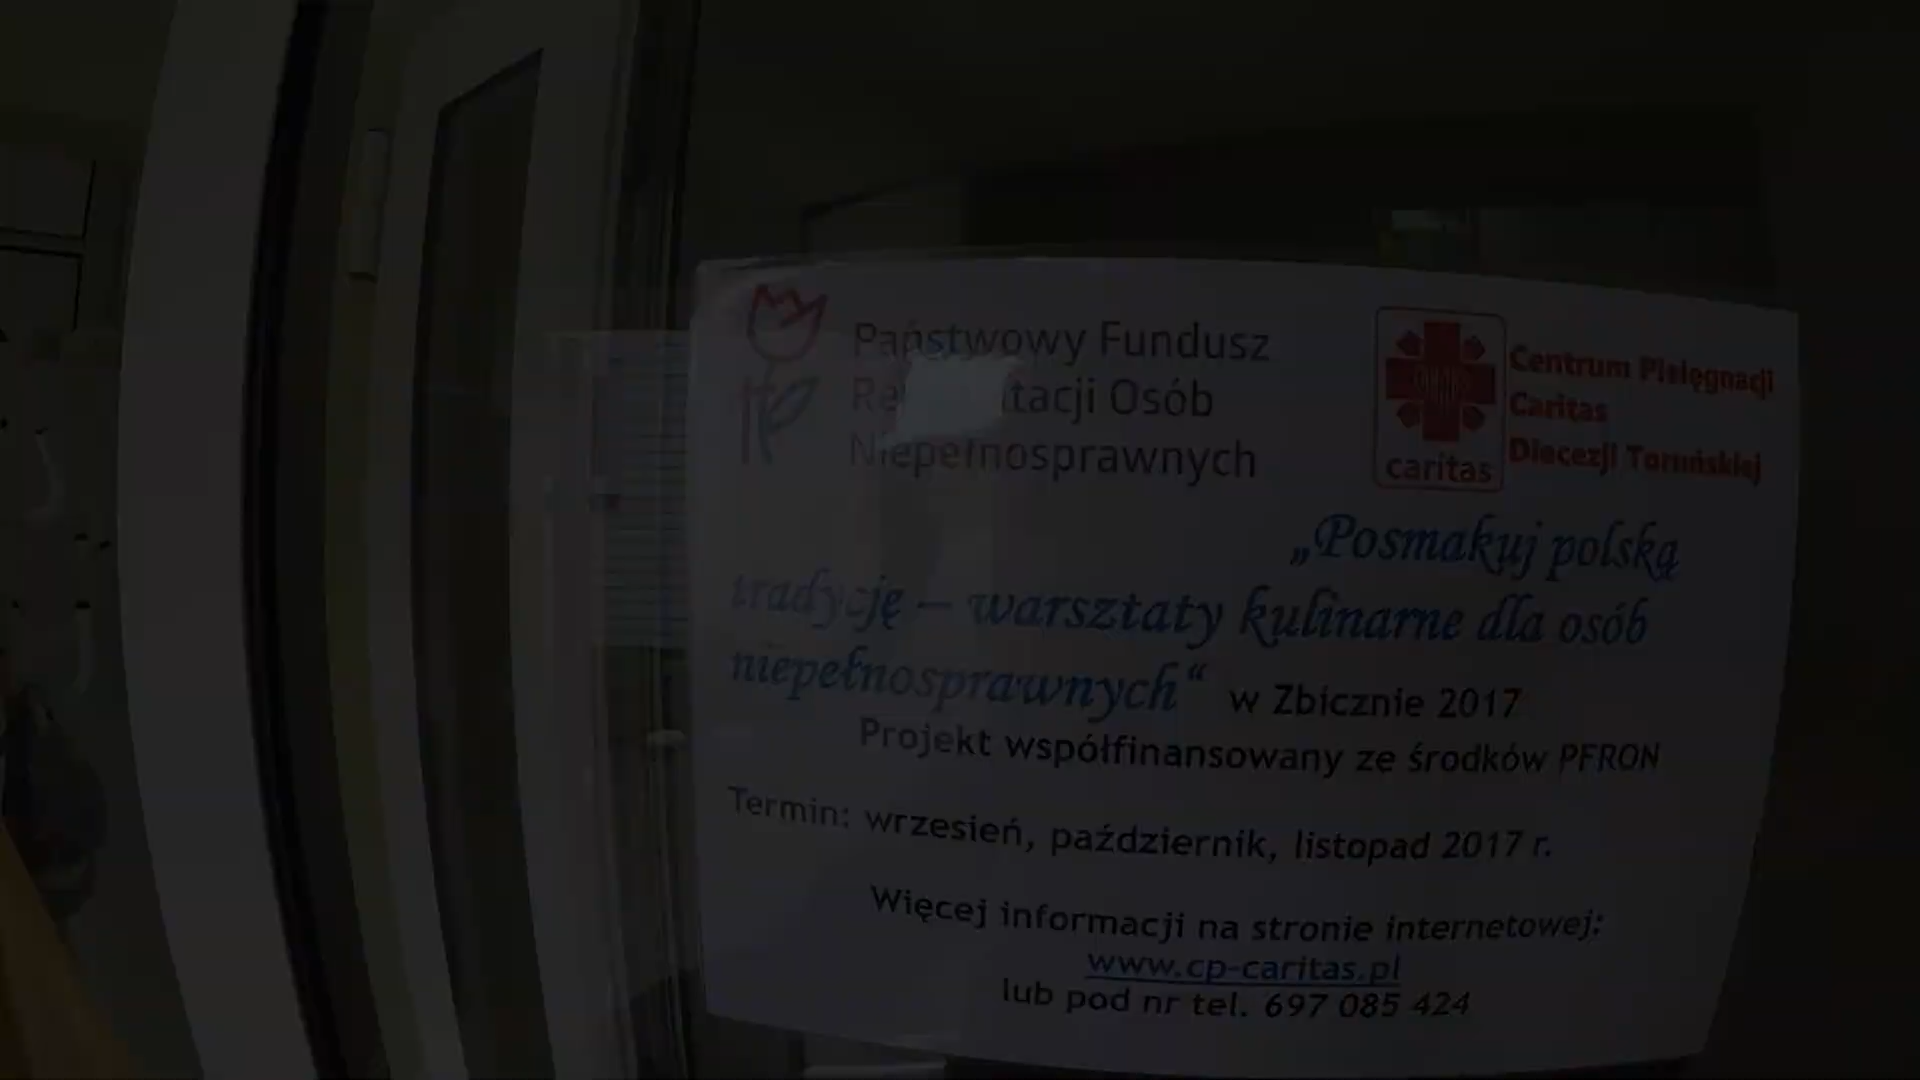 Państwowy Fundusz
Osób
Niepełnosprawnych
caritas
Centrum Pielęgnacji
Caritas
Diecezji Toruńskiej
„Posmakuj polską
tradycję – warsztaty kulinarne dla osób
niepełnosprawnych“ w Zbicznie 2017
Projekt współfinansowany ze środków PFRON
Termin: wrzesień, październik, listopad 2017 r.
Więcej informacji na stronie internetowej:
www.cp-caritas.pl
lub pod nr tel. 697 085 424